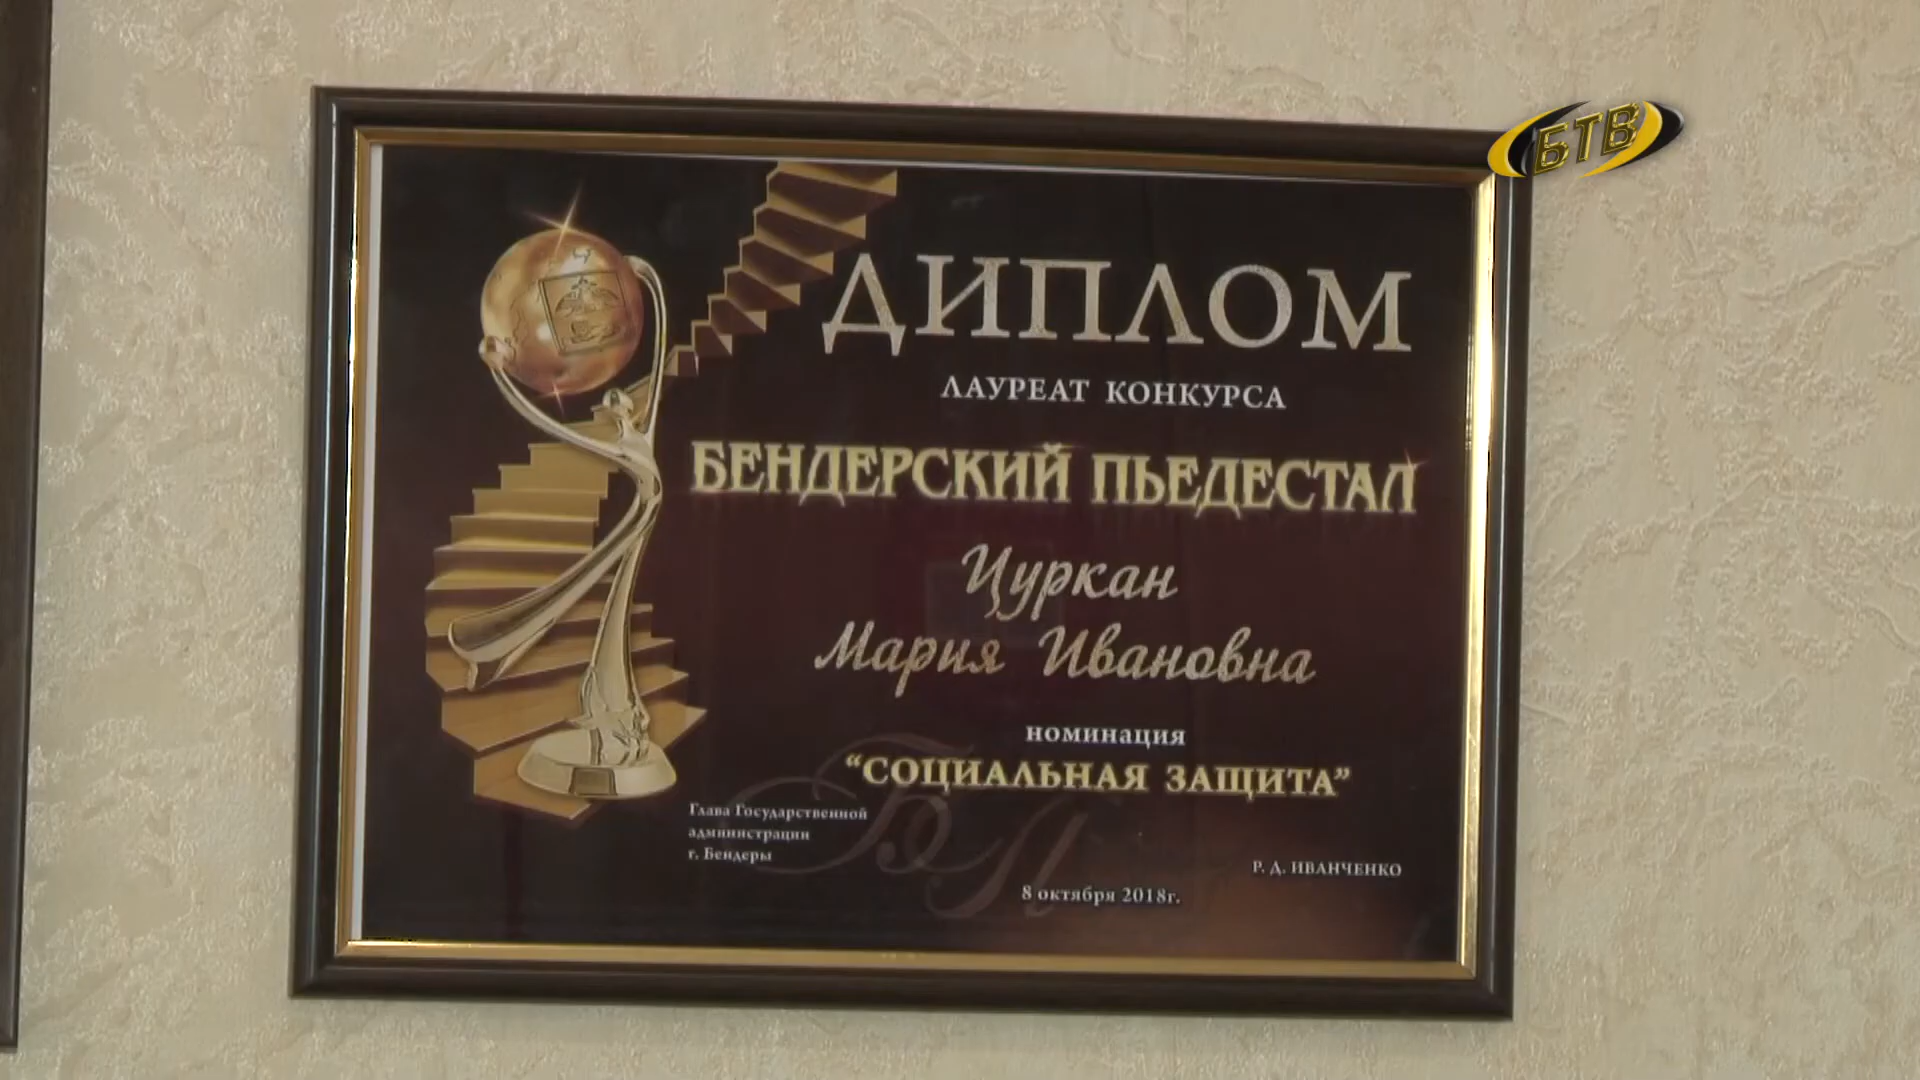 БТВ
ДИПЛОМ
ЛАУРЕАТ КОНКУРСА
БЕНДЕРСКИЙ ПЬЕДЕСТАЛ
Цуркан
Мария Ивановна
номинация
“СОЦИАЛЬНАЯ ЗАЩИТА”
Глава Государственной
администрации
г. Бендеры
БП
Р. Д. ИВАНЧЕНКО
8 октября 2018г.